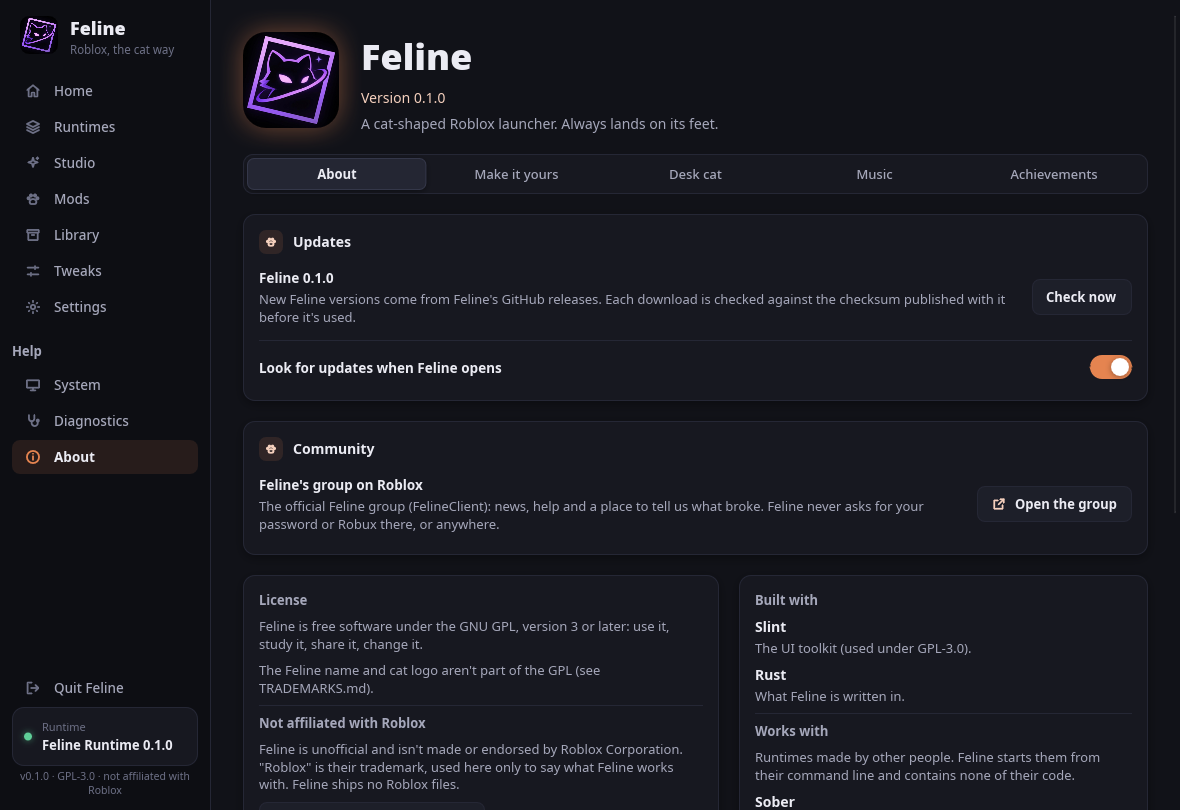 Feline
Roblox, the cat way
Home
Runtimes
Studio
Mods
Library
Tweaks
Settings
Help
System
Diagnostics
About
Quit Feline
Runtime
Feline Runtime 0.1.0
v0.1.0 · GPL-3.0 · not affiliated with
Roblox
Feline
Version 0.1.0
A cat-shaped Roblox launcher. Always lands on its feet.
About
Make it yours
Desk cat
Music
Achievements
Updates
Feline 0.1.0
New Feline versions come from Feline's GitHub releases. Each download is checked against the checksum published with it
before it's used.
Check now
Look for updates when Feline opens
Community
Feline's group on Roblox
The official Feline group (FelineClient): news, help and a place to tell us what broke. Feline never asks for your
password or Robux there, or anywhere.
Open the group
License
Feline is free software under the GNU GPL, version 3 or later: use it,
study it, share it, change it.
The Feline name and cat logo aren't part of the GPL (see
TRADEMARKS.md).
Not affiliated with Roblox
Feline is unofficial and isn't made or endorsed by Roblox Corporation.
"Roblox" is their trademark, used here only to say what Feline works
with. Feline ships no Roblox files.
Built with
Slint
The UI toolkit (used under GPL-3.0).
Rust
What Feline is written in.
Works with
Runtimes made by other people. Feline starts them from
their command line and contains none of their code.
Sober